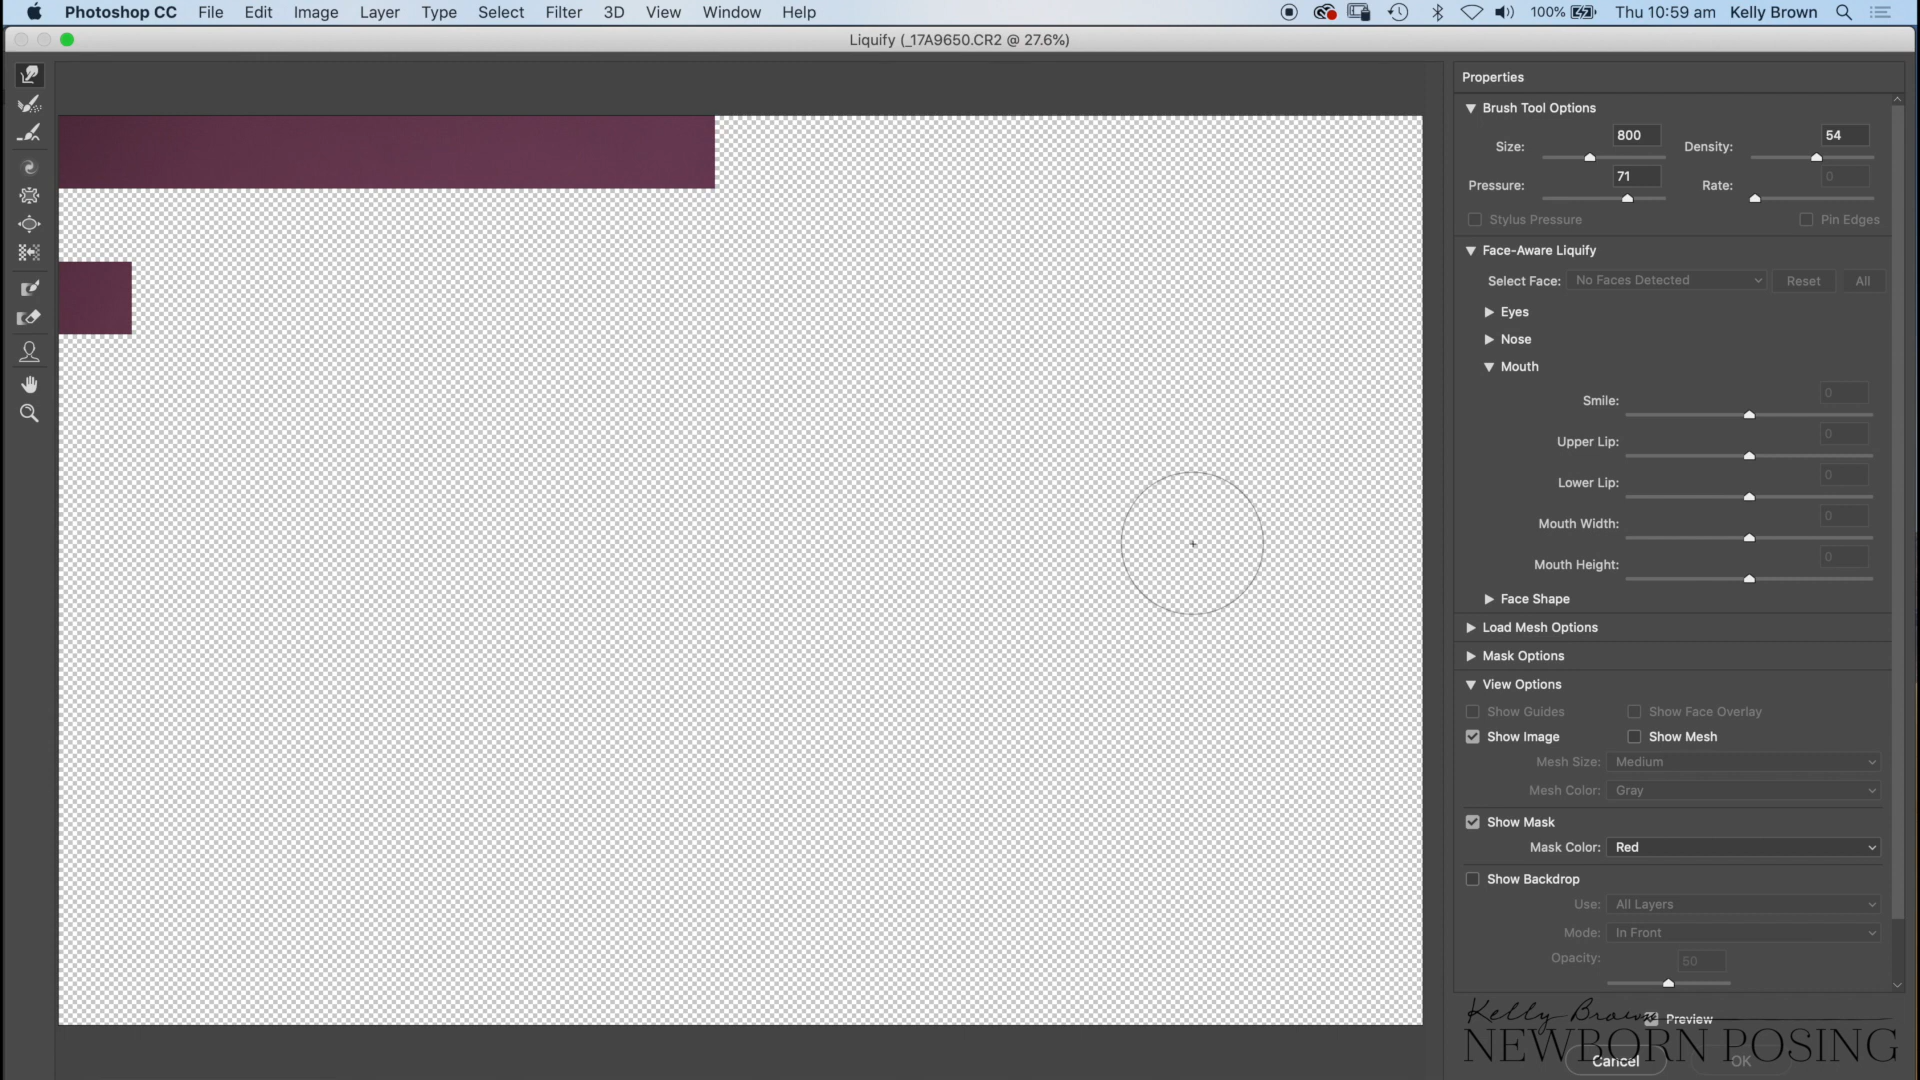 Photoshop CC File Edit Image Layer Type Select Filter 3D View Window Help 100% Thu 10:59 am Kelly Brown
Liquify (_17A9650.CR2 @ 27.6%)
Properties
Brush Tool Options
Size: 800 Density: 54
Pressure: 71 Rate: 0
Stylus Pressure Pin Edges
Face-Aware Liquify
Select Face: No Faces Detected Reset All
Eyes
Nose
Mouth
Smile: 0
Upper Lip: 0
Lower Lip: 0
Mouth Width: 0
Mouth Height: 0
Face Shape
Load Mesh Options
Mask Options
View Options
Show Guides Show Face Overlay
Show Image Show Mesh
Mesh Size: Medium
Mesh Color: Gray
Show Mask
Mask Color: Red
Show Backdrop
Use: All Layers
Mode: In Front
Opacity: 50
Kelly Brown
Preview
NEWBORN POSING
Cancel OK